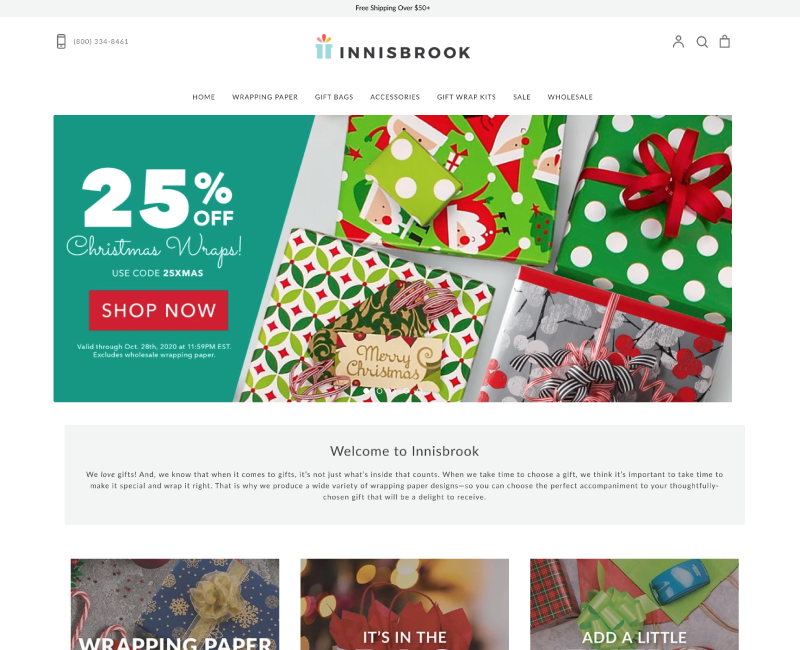 Free Shipping Over $50+
(800) 334-8461
INNISBROOK
HOME WRAPPING PAPER GIFT BAGS ACCESSORIES GIFT WRAP KITS SALE WHOLESALE
25% OFF
Christmas Wraps!
USE CODE 25XMAS
SHOP NOW
Valid through Oct. 28th, 2020 at 11:59PM EST.
Excludes wholesale wrapping paper.
Merry
Christmas
Welcome to Innisbrook
We love gifts! And, we know that when it comes to gifts, it's not just what's inside that counts. When we take time to choose a gift, we think it's important to take time to
make it special and wrap it right. That is why we produce a wide variety of wrapping paper designs—so you can choose the perfect accompaniment to your thoughtfully-
chosen gift that will be a delight to receive.
WRAPPING PAPER
IT'S IN THE
ADD A LITTLE